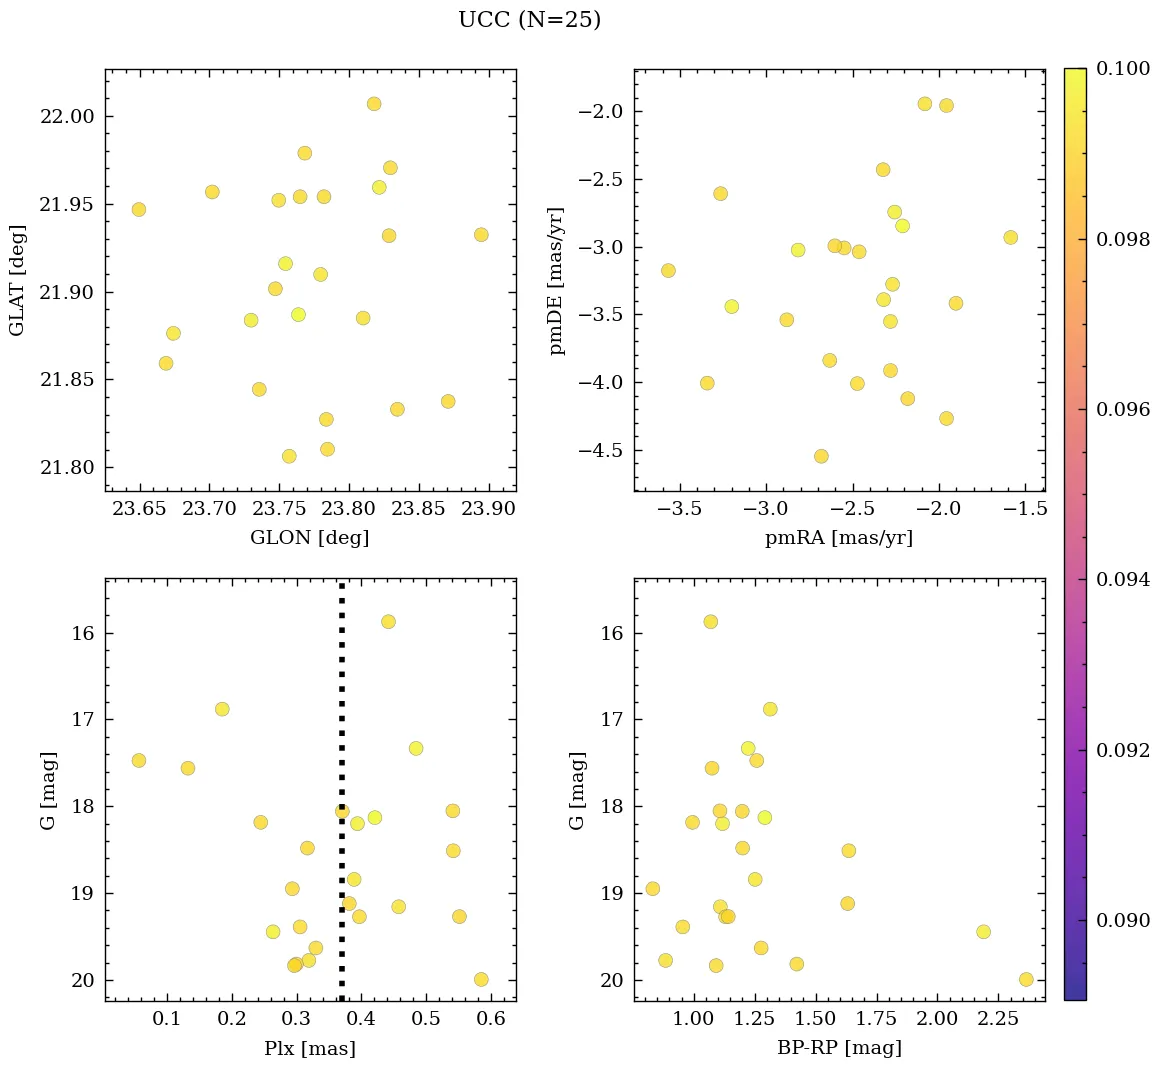 UCC (N=25)
22.00
21.95
21.90
21.85
21.80
GLAT [deg]
23.65 23.70 23.75 23.80 23.85 23.90
GLON [deg]
−2.0
−2.5
−3.0
−3.5
−4.0
−4.5
pmDE [mas/yr]
−3.5 −3.0 −2.5 −2.0 −1.5
pmRA [mas/yr]
0.100
0.098
0.096
0.094
0.092
0.090
16
17
18
19
20
G [mag]
0.1 0.2 0.3 0.4 0.5 0.6
Plx [mas]
16
17
18
19
20
G [mag]
1.00 1.25 1.50 1.75 2.00 2.25
BP-RP [mag]